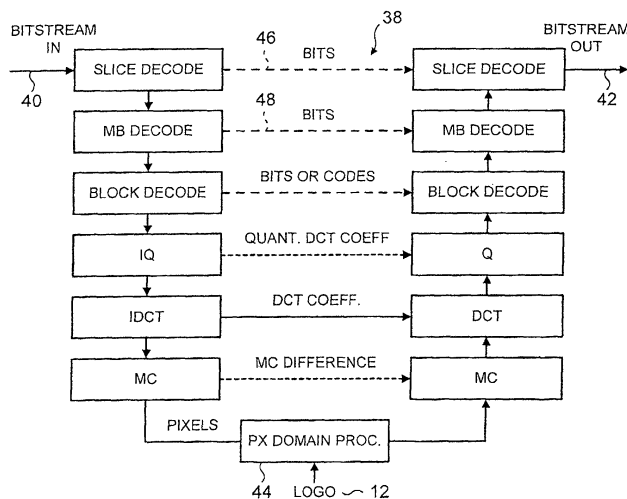 BITSTREAM
IN
40
SLICE DECODE
46
BITS
38
SLICE DECODE
BITSTREAM
OUT
42
MB DECODE
48
BITS
MB DECODE
BLOCK DECODE
BITS OR CODES
BLOCK DECODE
IQ
QUANT. DCT COEFF
Q
IDCT
DCT COEFF.
DCT
MC
MC DIFFERENCE
MC
PIXELS
PX DOMAIN PROC.
44
LOGO
12